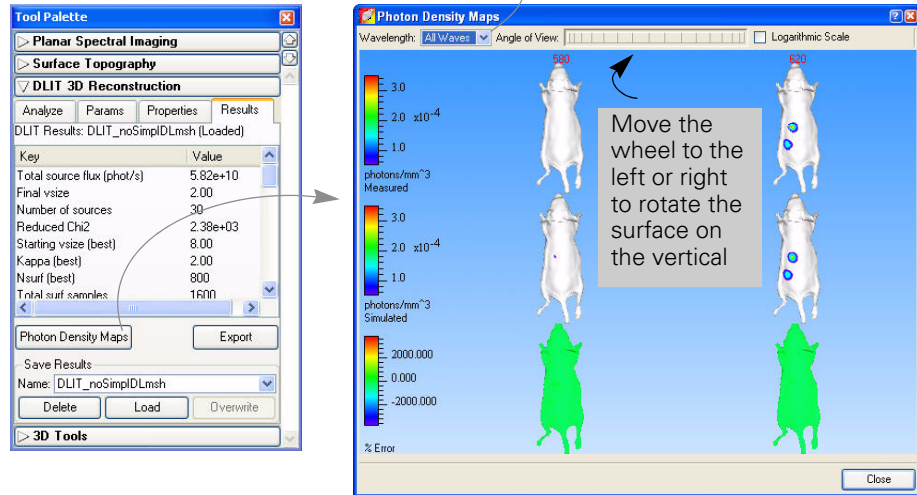 Tool Palette
Planar Spectral Imaging
Surface Topography
DLIT 3D Reconstruction
Analyze Params Properties Results
DLIT Results: DLIT_noSimplDLmsh (Loaded)
Key Value
Total source flux (phot/s) 5.82e+10
Final vsize 2.00
Number of sources 30
Reduced Chi2 2.38e+03
Starting vsize (best) 8.00
Kappa (best) 2.00
Nsurf (best) 800
Total surf samples 1600
Photon Density Maps Export
Save Results
Name: DLIT_noSimplDLmsh
Delete Load Overwrite
3D Tools
Photon Density Maps
Wavelength: All Waves Angle of View: Logarithmic Scale
580 620
3.0
2.0 x10-4
1.0
photons/mm^3
Measured
3.0
2.0 x10-4
1.0
photons/mm^3
Simulated
2000.000
0.000
-2000.000
% Error
Move the
wheel to the
left or right
to rotate the
surface on
the vertical
Close